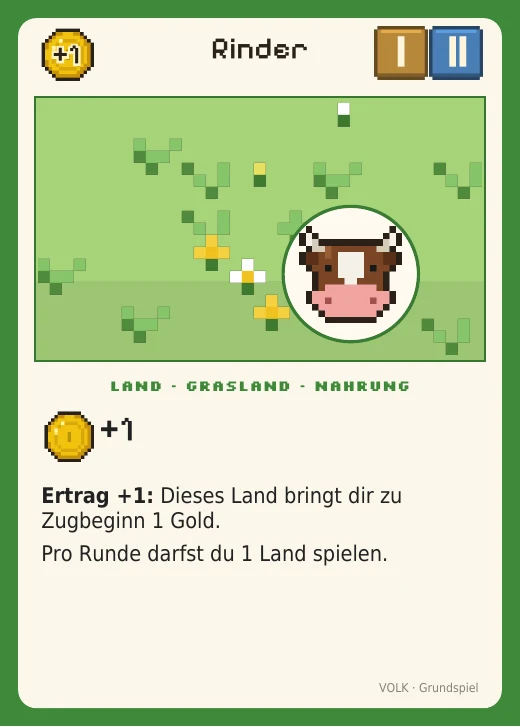 +1
Rinder
I
II
LAND · GRASLAND · NAHRUNG
+1
Ertrag +1: Dieses Land bringt dir zu
Zugbeginn 1 Gold.
Pro Runde darfst du 1 Land spielen.
VOLK · Grundspiel